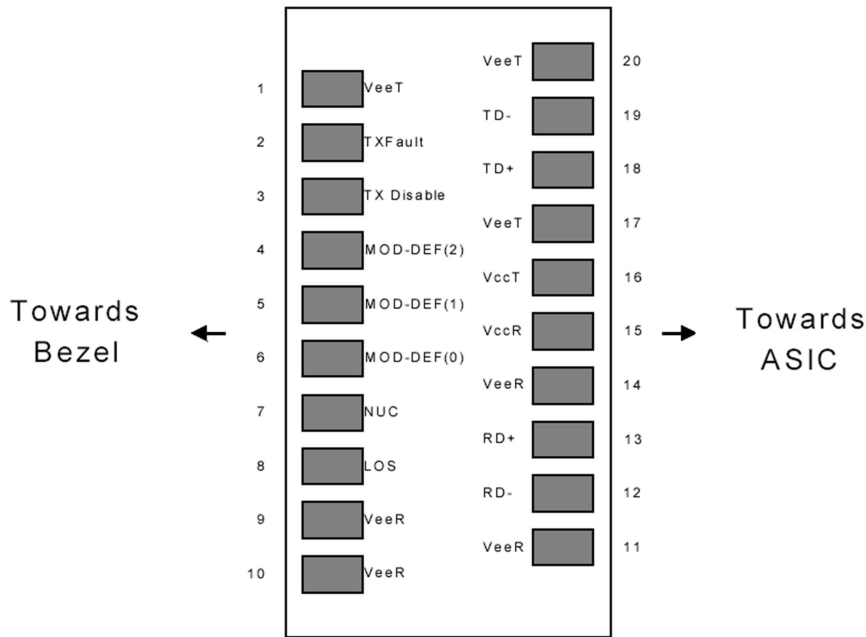 VeeT 20
1 VeeT
TD- 19
2 TXFault
TD+ 18
3 TX Disable
VeeT 17
4 MOD-DEF(2)
VccT 16
5 MOD-DEF(1)
Towards
Bezel
VccR 15
Towards
ASIC
6 MOD-DEF(0)
VeeR 14
7 NUC
RD+ 13
8 LOS
RD- 12
9 VeeR
VeeR 11
10 VeeR